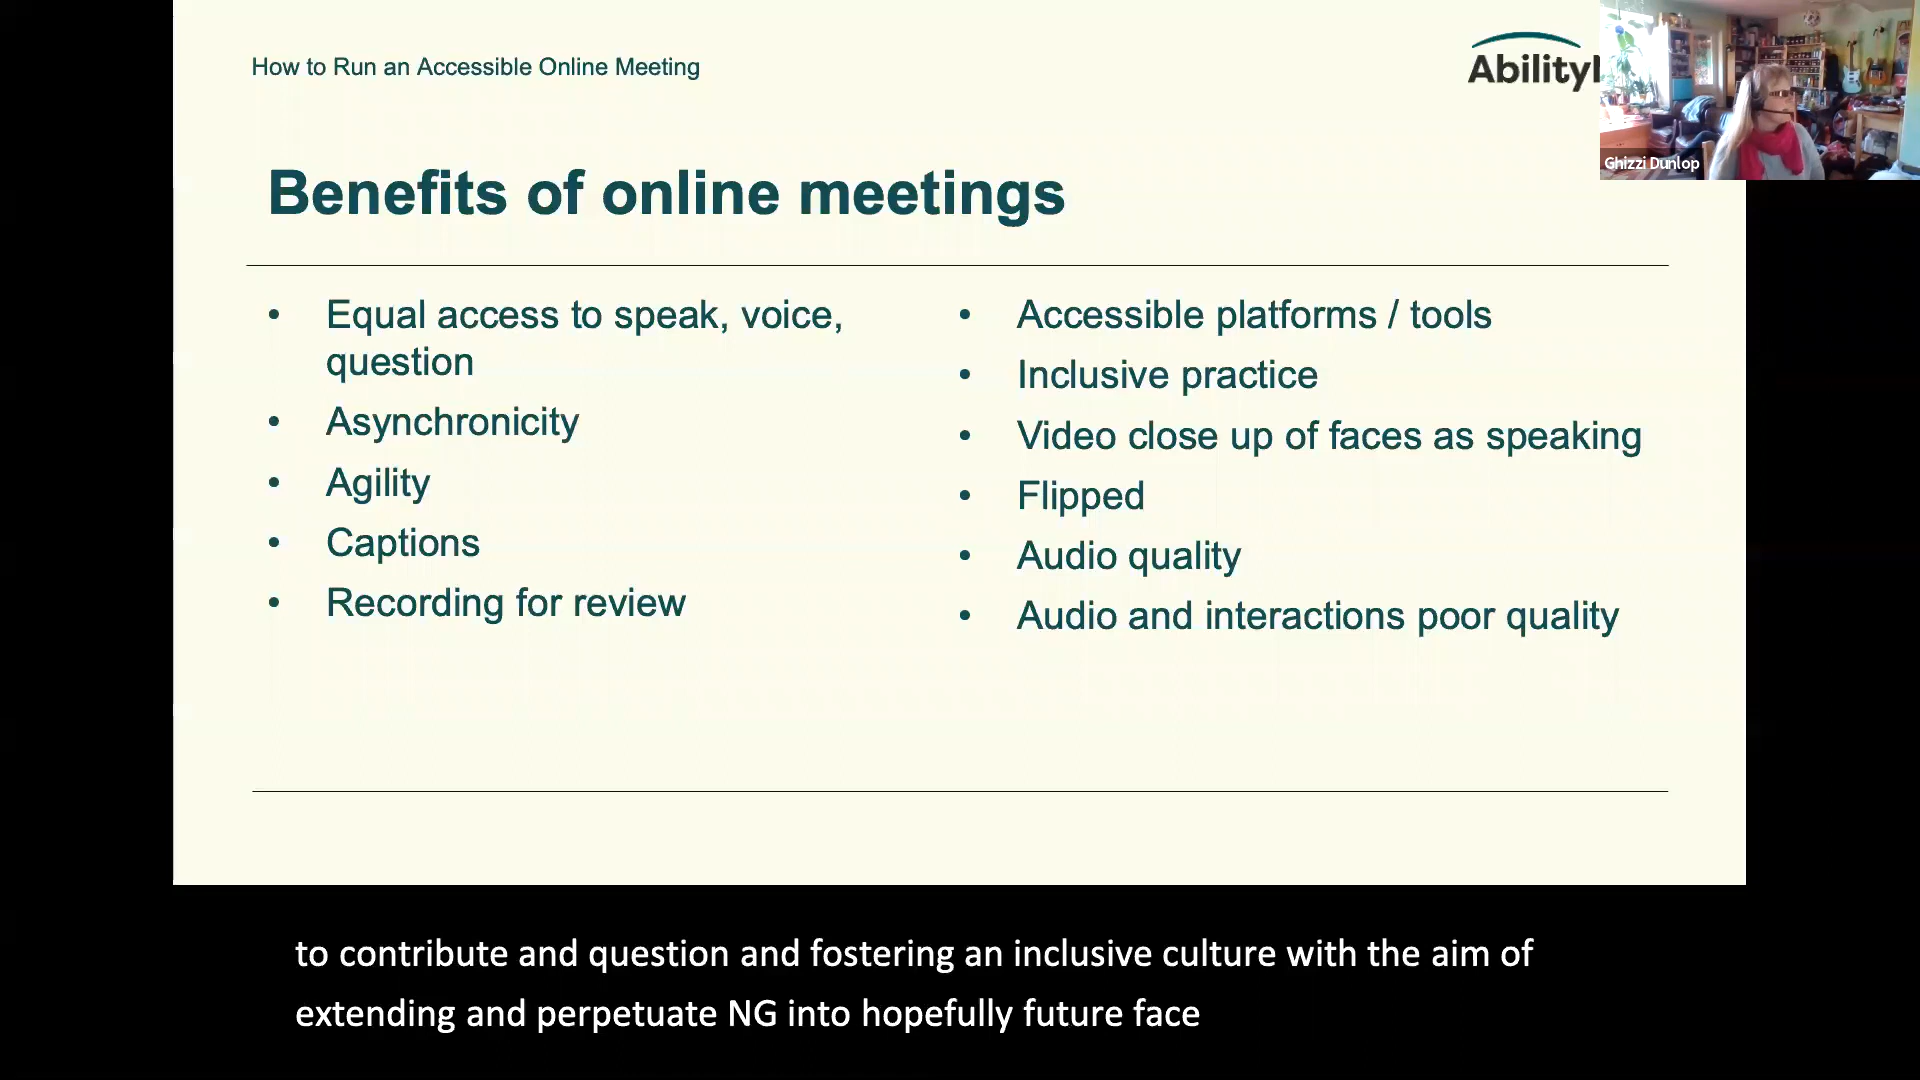 How to Run an Accessible Online Meeting
Ability
Ghizzi Dunlop
Benefits of online meetings
• Equal access to speak, voice,
question
• Asynchronicity
• Agility
• Captions
• Recording for review
• Accessible platforms / tools
• Inclusive practice
• Video close up of faces as speaking
• Flipped
• Audio quality
• Audio and interactions poor quality
to contribute and question and fostering an inclusive culture with the aim of
extending and perpetuate NG into hopefully future face